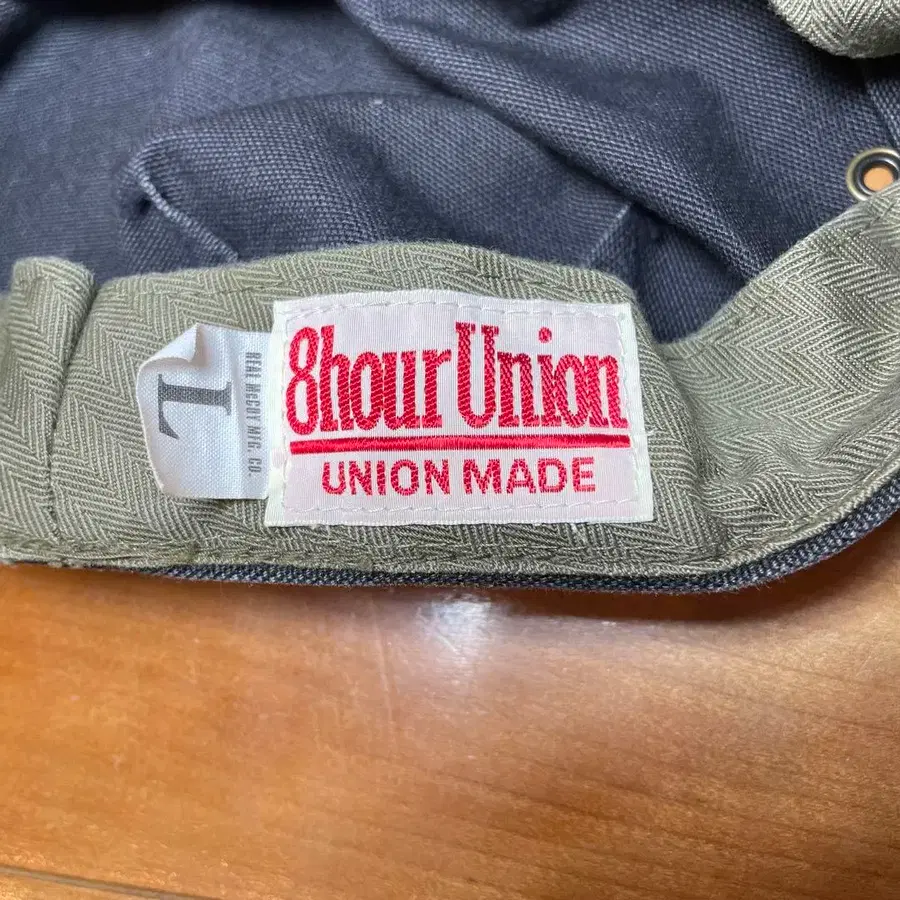 L
REAL McCOY MFG. CO.
8hour Union
UNION MADE